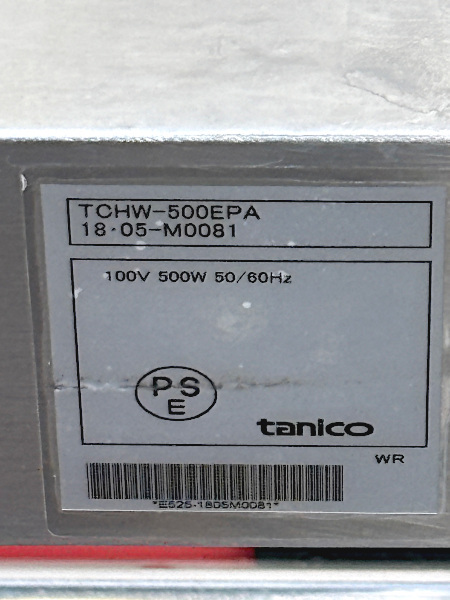 TCHW-500EPA
18·05-M0081
100V 500W 50/60Hz
PS
E
tanico
WR
*E525-1805M0081*